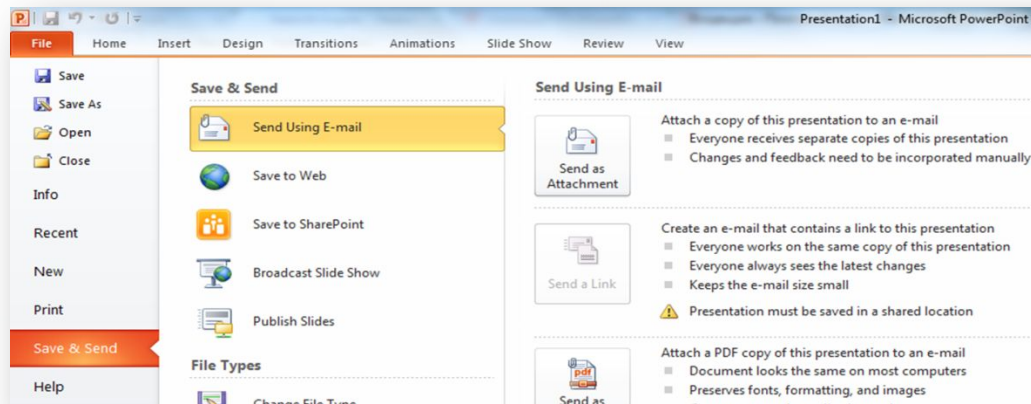 Presentation1 - Microsoft PowerPoint
File Home Insert Design Transitions Animations Slide Show Review View
Save
Save As
Open
Close
Info
Recent
New
Print
Save & Send
Help
Save & Send
Send Using E-mail
Save to Web
Save to SharePoint
Broadcast Slide Show
Publish Slides
File Types
Change File Type
Send Using E-mail
Send as
Attachment
Attach a copy of this presentation to an e-mail
Everyone receives separate copies of this presentation
Changes and feedback need to be incorporated manually
Send a Link
Create an e-mail that contains a link to this presentation
Everyone works on the same copy of this presentation
Everyone always sees the latest changes
Keeps the e-mail size small
Presentation must be saved in a shared location
pdf
Send as
Attach a PDF copy of this presentation to an e-mail
Document looks the same on most computers
Preserves fonts, formatting, and images